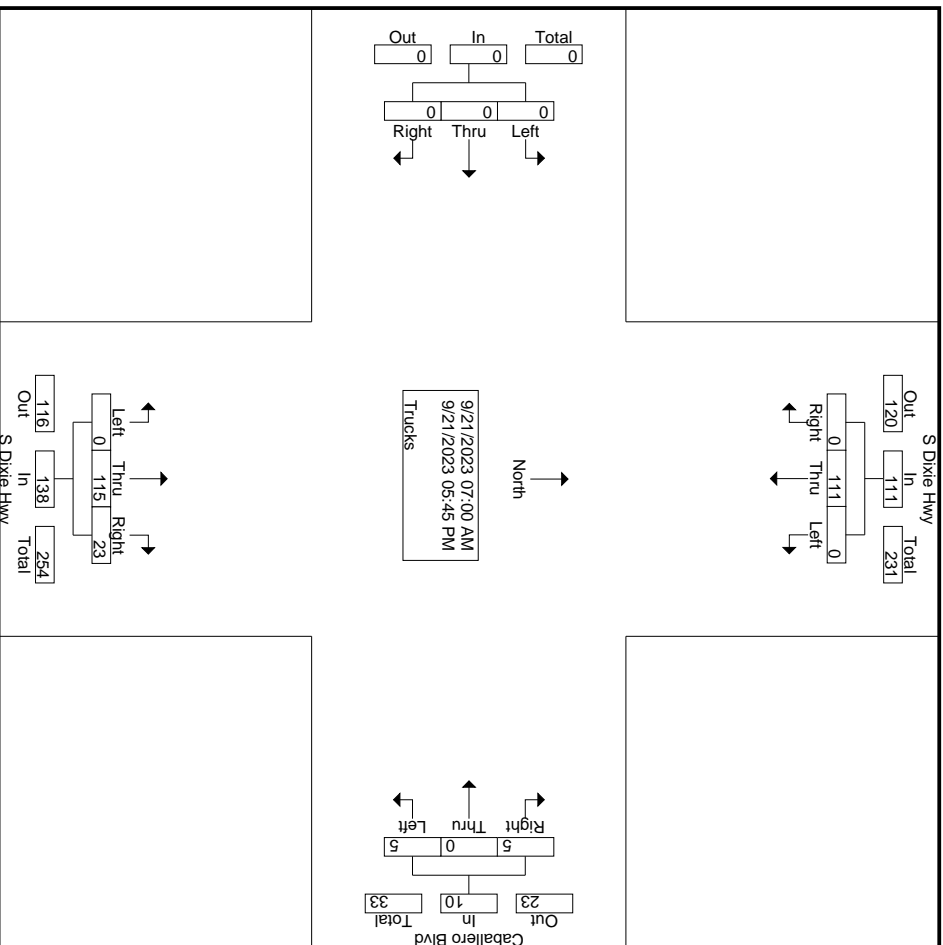 Out In Total
0 0 0
0 0 0
Right Thru Left
S Dixie Hwy
Out In Total
120 111 231
0 111 0
Right Thru Left
North
9/21/2023 07:00 AM
9/21/2023 05:45 PM
Trucks
Left Thru Right
0 115 23
116 138 254
Out In Total
S Dixie Hwy
Right Thru Left
5 0 5
23 10 33
Out In Total
Caballero Blvd